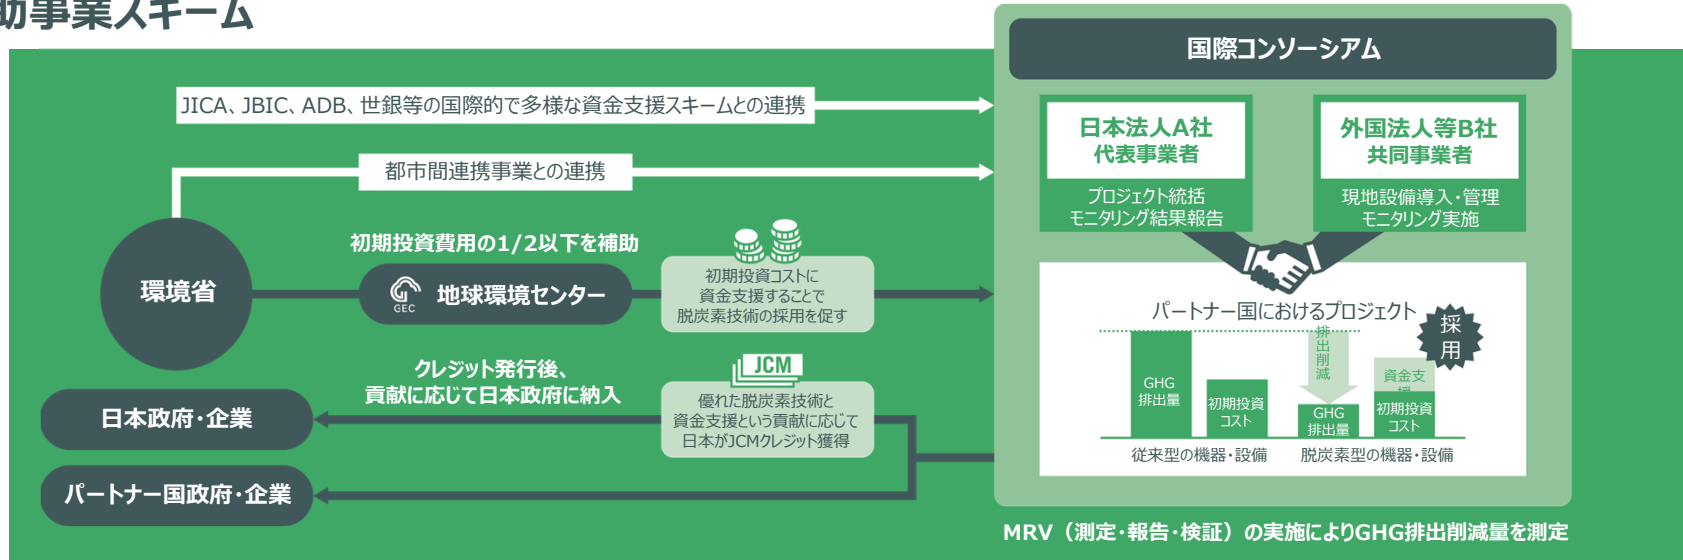 助事業スキーム
国際コンソーシアム
JICA、JBIC、ADB、世銀等の国際的で多様な資金支援スキームとの連携
日本法人A社
代表事業者
外国法人等B社
共同事業者
都市間連携事業との連携
プロジェクト統括
モニタリング結果報告
現地設備導入・管理
モニタリング実施
環境省
初期投資費用の1/2以下を補助
GEC
地球環境センター
初期投資コストに
資金支援することで
脱炭素技術の採用を促す
パートナー国におけるプロジェクト
採
用
GHG
排出量
初期投資
コスト
排
出
削
減
GHG
排出量
資金支
援
初期投資
コスト
従来型の機器・設備
脱炭素型の機器・設備
クレジット発行後、
貢献に応じて日本政府に納入
JCM
優れた脱炭素技術と
資金支援という貢献に応じて
日本がJCMクレジット獲得
日本政府・企業
パートナー国政府・企業
MRV（測定・報告・検証）の実施によりGHG排出削減量を測定